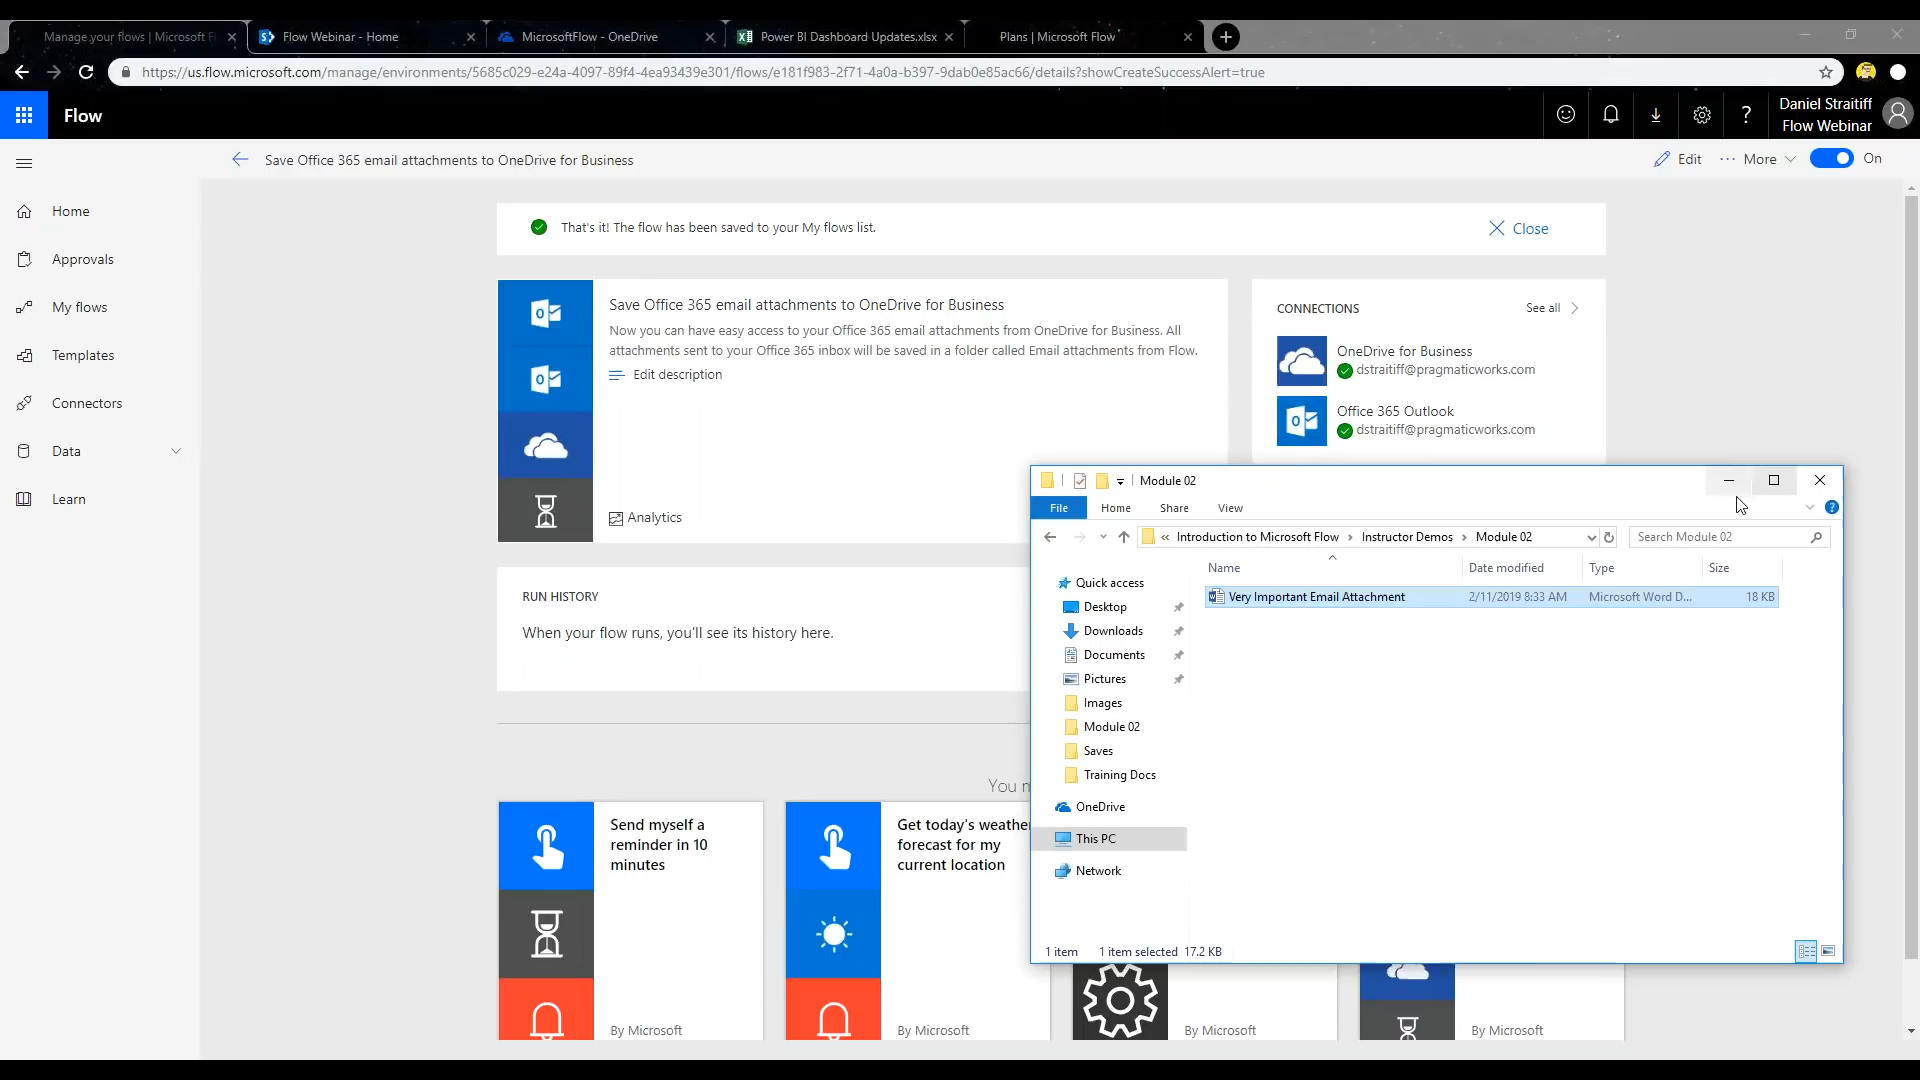 Manage your flows | Microsoft F
Flow Webinar - Home
MicrosoftFlow - OneDrive
Power BI Dashboard Updates.xlsx
Plans | Microsoft Flow
https://us.flow.microsoft.com/manage/environments/5685c029-e24a-4097-89f4-4ea93439e301/flows/e181f983-2f71-4a0a-b397-9dab0e85ac66/details?showCreateSuccessAlert=true
Flow
?
Daniel Straitiff
Flow Webinar
Save Office 365 email attachments to OneDrive for Business
Edit
More
On
Home
Approvals
My flows
Templates
Connectors
Data
Learn
That's it! The flow has been saved to your My flows list.
Close
Save Office 365 email attachments to OneDrive for Business
Now you can have easy access to your Office 365 email attachments from OneDrive for Business. All
attachments sent to your Office 365 inbox will be saved in a folder called Email attachments from Flow.
Edit description
Analytics
CONNECTIONS
See all
OneDrive for Business
dstraitiff@pragmaticworks.com
Office 365 Outlook
dstraitiff@pragmaticworks.com
RUN HISTORY
When your flow runs, you'll see its history here.
You m
Send myself a
reminder in 10
minutes
By Microsoft
Get today's weathe
forecast for my
current location
By Microsoft
By Microsoft
By Microsoft
Module 02
File
Home
Share
View
« Introduction to Microsoft Flow › Instructor Demos › Module 02
Search Module 02
Name
Date modified
Type
Size
Very Important Email Attachment
2/11/2019 8:33 AM
Microsoft Word D...
18 KB
Quick access
Desktop
Downloads
Documents
Pictures
Images
Module 02
Saves
Training Docs
OneDrive
This PC
Network
1 item
1 item selected 17.2 KB